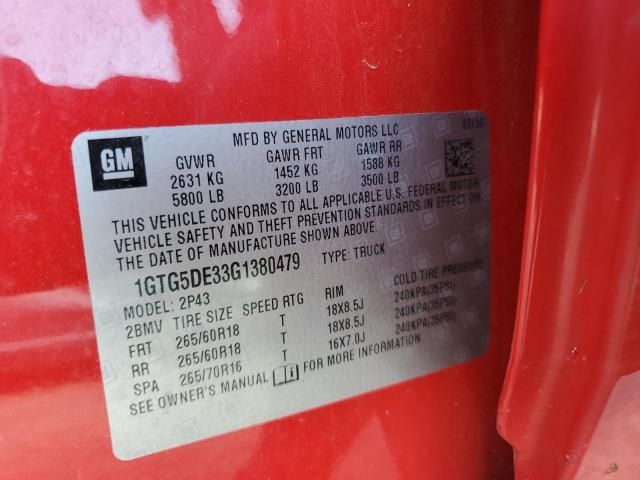 GM
MFD BY GENERAL MOTORS LLC
GVWR GAWR FRT GAWR RR
2631 KG 1452 KG 1588 KG
5800 LB 3200 LB 3500 LB
THIS VEHICLE CONFORMS TO ALL APPLICABLE U.S. FEDERAL MOTOR
VEHICLE SAFETY AND THEFT PREVENTION STANDARDS IN EFFECT ON
THE DATE OF MANUFACTURE SHOWN ABOVE.
1GTG5DE33G1380479 TYPE: TRUCK
MODEL: 2P43
2BMV TIRE SIZE SPEED RTG RIM COLD TIRE PRESSURE
FRT 265/60R18 T 18X8.5J 240KPA(35PSI)
RR 265/60R18 T 18X8.5J 240KPA(35PSI)
SPA 265/70R16 T 16X7.0J 240KPA(35PSI)
SEE OWNER'S MANUAL FOR MORE INFORMATION